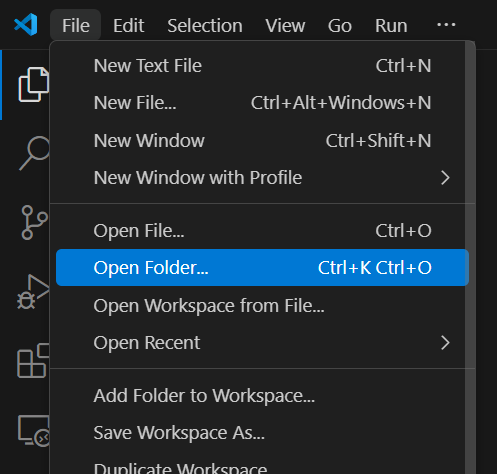 File Edit Selection View Go Run ...
New Text File Ctrl+N
New File... Ctrl+Alt+Windows+N
New Window Ctrl+Shift+N
New Window with Profile
Open File... Ctrl+O
Open Folder... Ctrl+K Ctrl+O
Open Workspace from File...
Open Recent
Add Folder to Workspace...
Save Workspace As...
Duplicate Workspace